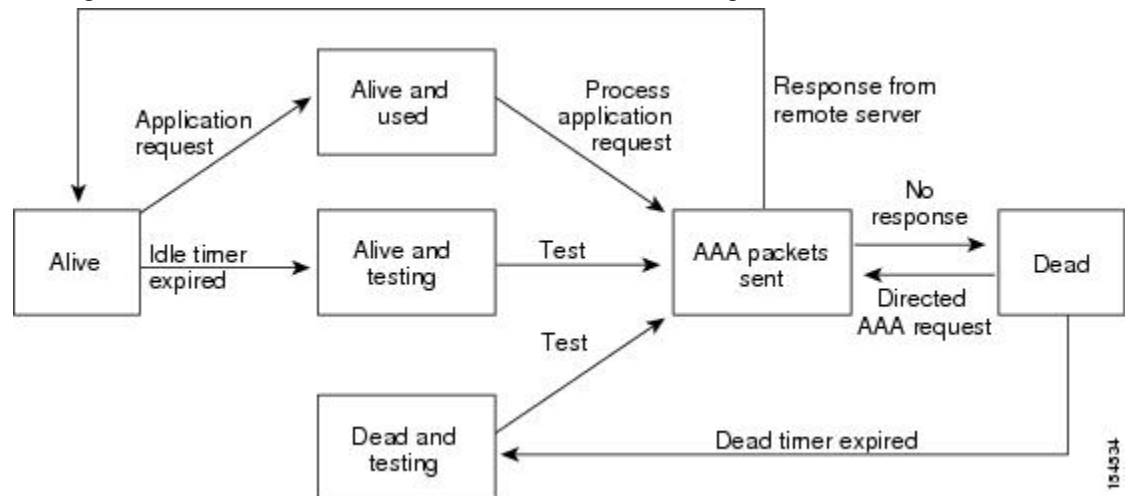 Application
request
Alive and
used
Process
application
request
Response from
remote server
Alive
Idle timer
expired
Alive and
testing
Test
AAA packets
sent
No
response
Directed
AAA request
Dead
Test
Dead and
testing
Dead timer expired
154534